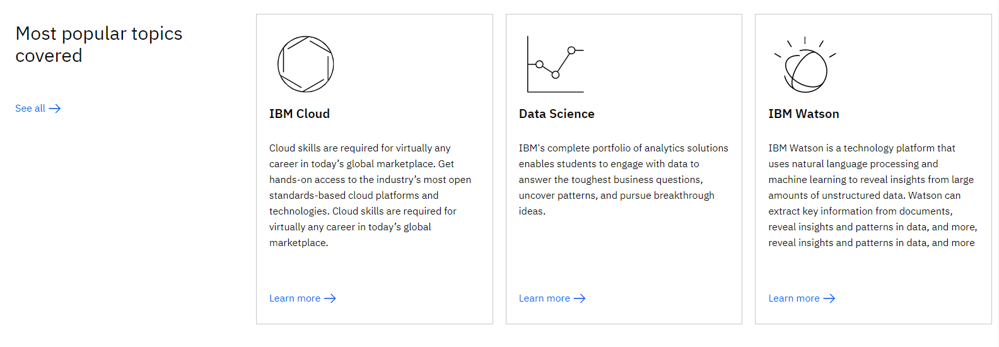 Most popular topics
covered
See all
IBM Cloud
Cloud skills are required for virtually any
career in today’s global marketplace. Get
hands-on access to the industry’s most open
standards-based cloud platforms and
technologies. Cloud skills are required for
virtually any career in today’s global
marketplace.
Learn more
Data Science
IBM's complete portfolio of analytics solutions
enables students to engage with data to
answer the toughest business questions,
uncover patterns, and pursue breakthrough
ideas.
Learn more
IBM Watson
IBM Watson is a technology platform that
uses natural language processing and
machine learning to reveal insights from large
amounts of unstructured data. Watson can
extract key information from documents,
reveal insights and patterns in data, and more,
reveal insights and patterns in data, and more
Learn more